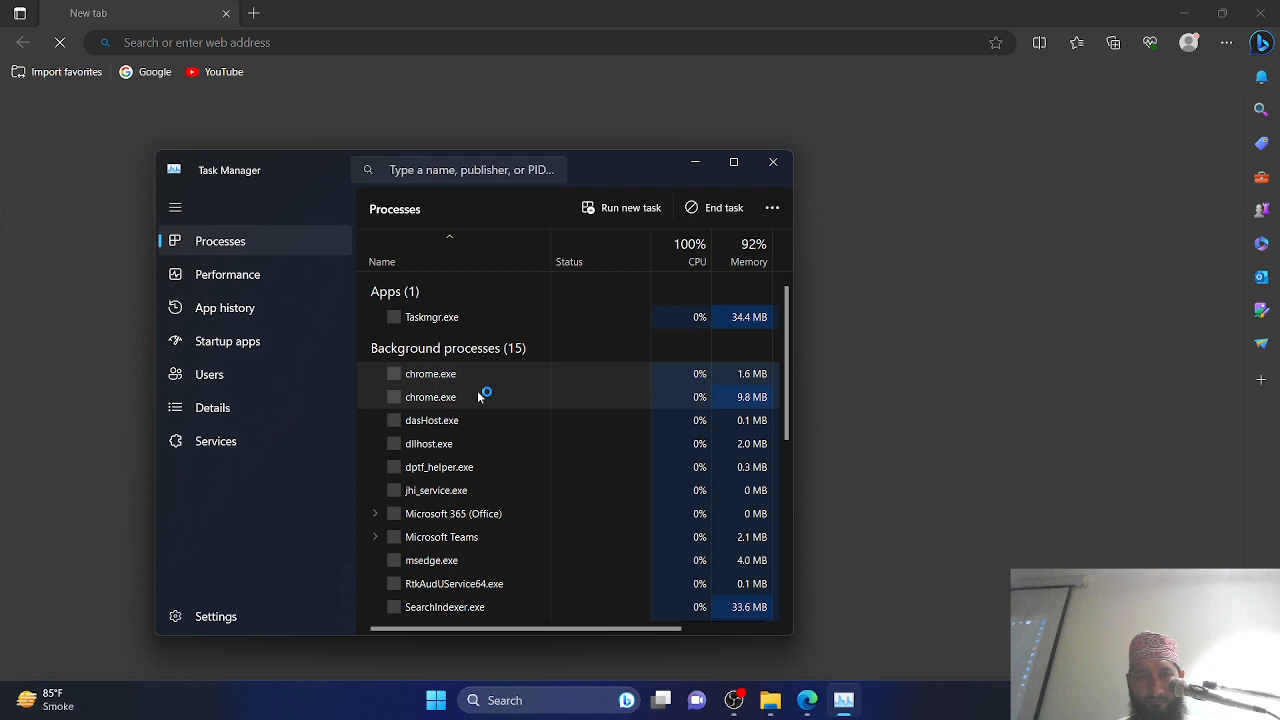 New tab
Search or enter web address
Import favorites Google YouTube
Task Manager Type a name, publisher, or PID...
Processes Run new task End task
Processes
Performance
App history
Startup apps
Users
Details
Services
Settings
100% 92%
Name Status CPU Memory
Apps (1)
Taskmgr.exe 0% 34.4 MB
Background processes (15)
chrome.exe 0% 1.6 MB
chrome.exe 0% 9.8 MB
dasHost.exe 0% 0.1 MB
dllhost.exe 0% 2.0 MB
dptf_helper.exe 0% 0.3 MB
jhi_service.exe 0% 0 MB
Microsoft 365 (Office) 0% 0 MB
Microsoft Teams 0% 2.1 MB
msedge.exe 0% 4.0 MB
RtkAudUService64.exe 0% 0.1 MB
SearchIndexer.exe 0% 33.6 MB
85°F
Smoke
Search